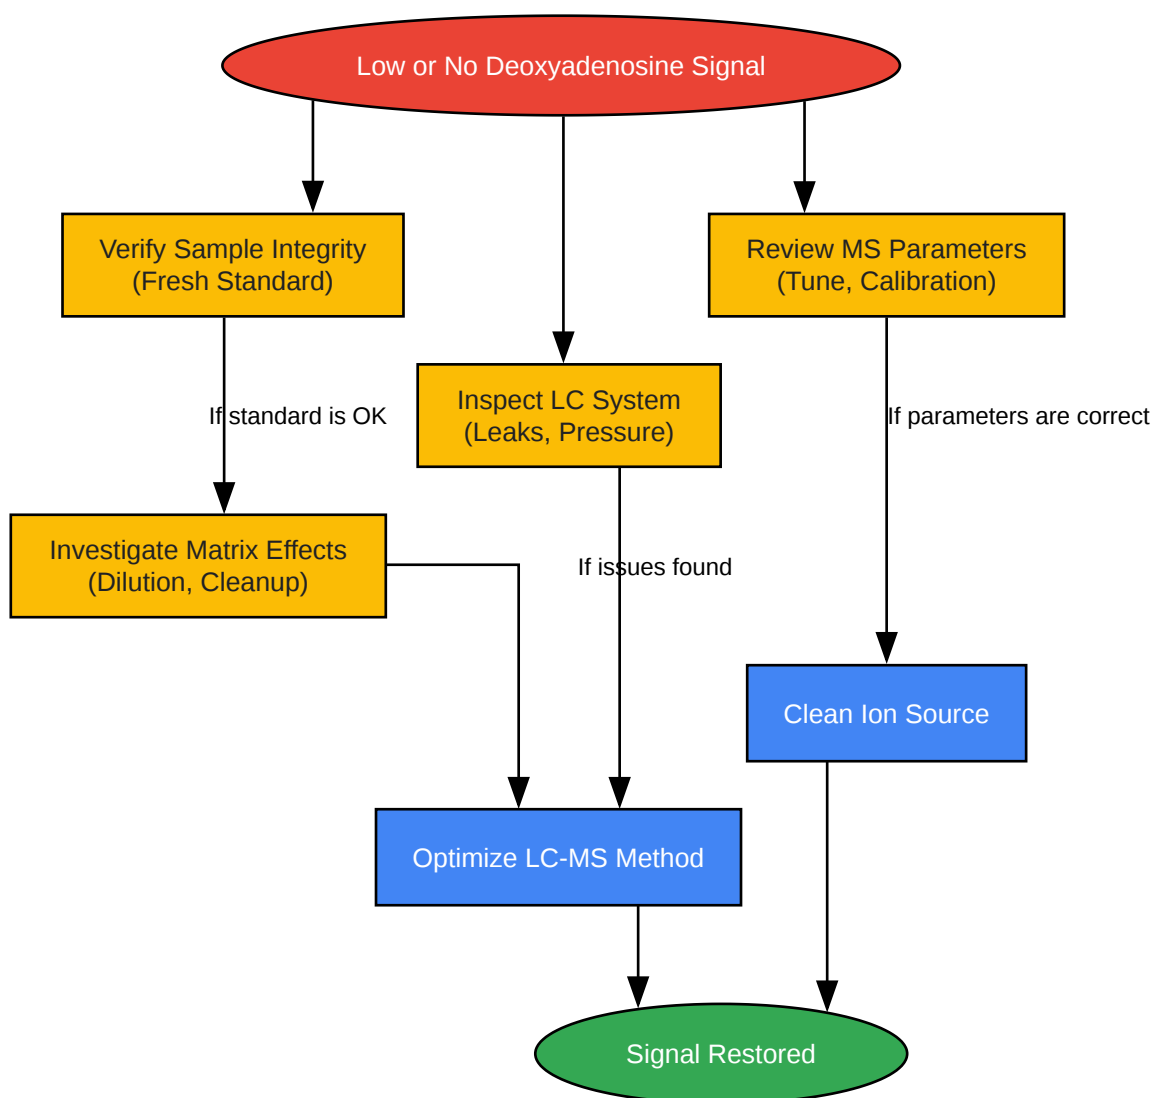 Low or No Deoxyadenosine Signal
Verify Sample Integrity
(Fresh Standard)
Review MS Parameters
(Tune, Calibration)
Inspect LC System
(Leaks, Pressure)
If standard is OK
If parameters are correct
Investigate Matrix Effects
(Dilution, Cleanup)
If issues found
Clean Ion Source
Optimize LC-MS Method
Signal Restored